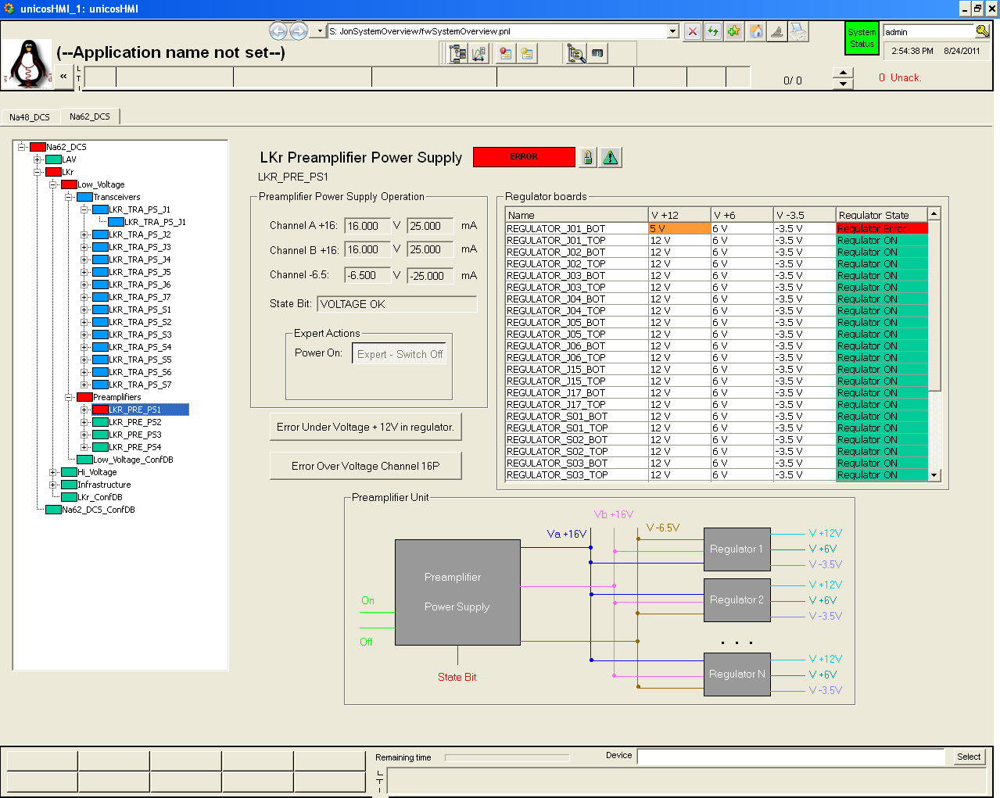 unicosHMI_1: unicosHMI
S: JonSystemOverview/fwSystemOverview.pnl
System Status
admin
(--Application name not set--)
2:54:38 PM 8/24/2011
«
0/ 0
0 Unack.
Na48_DCS Na62_DCS
Na62_DCS
LAV
LKr
Low_Voltage
Transceivers
LKR_TRA_PS_J1
LKR_TRA_PS_J1
LKR_TRA_PS_J2
LKR_TRA_PS_J3
LKR_TRA_PS_J4
LKR_TRA_PS_J5
LKR_TRA_PS_J6
LKR_TRA_PS_J7
LKR_TRA_PS_S1
LKR_TRA_PS_S2
LKR_TRA_PS_S3
LKR_TRA_PS_S4
LKR_TRA_PS_S5
LKR_TRA_PS_S6
LKR_TRA_PS_S7
Preamplifiers
LKR_PRE_PS1
LKR_PRE_PS2
LKR_PRE_PS3
LKR_PRE_PS4
Low_Voltage_ConfDB
Hi_Voltage
Infrastructure
LKr_ConfDB
Na62_DCS_ConfDB
LKr Preamplifier Power Supply ERROR
LKR_PRE_PS1
Preamplifier Power Supply Operation
Channel A +16: 16.000 V 25.000 mA
Channel B +16: 16.000 V 25.000 mA
Channel -6.5: -6.500 V -25.000 mA
State Bit: VOLTAGE OK
Expert Actions
Power On: Expert - Switch Off
Error Under Voltage + 12V in regulator.
Error Over Voltage Channel 16P
Regulator boards
Name V +12 V +6 V -3.5 Regulator State
REGULATOR_J01_BOT 5 V 6 V -3.5 V Regulator Error
REGULATOR_J01_TOP 12 V 6 V -3.5 V Regulator ON
REGULATOR_J02_BOT 12 V 6 V -3.5 V Regulator ON
REGULATOR_J02_TOP 12 V 6 V -3.5 V Regulator ON
REGULATOR_J03_BOT 12 V 6 V -3.5 V Regulator ON
REGULATOR_J03_TOP 12 V 6 V -3.5 V Regulator ON
REGULATOR_J04_BOT 12 V 6 V -3.5 V Regulator ON
REGULATOR_J04_TOP 12 V 6 V -3.5 V Regulator ON
REGULATOR_J05_BOT 12 V 6 V -3.5 V Regulator ON
REGULATOR_J05_TOP 12 V 6 V -3.5 V Regulator ON
REGULATOR_J06_BOT 12 V 6 V -3.5 V Regulator ON
REGULATOR_J06_TOP 12 V 6 V -3.5 V Regulator ON
REGULATOR_J15_BOT 12 V 6 V -3.5 V Regulator ON
REGULATOR_J15_TOP 12 V 6 V -3.5 V Regulator ON
REGULATOR_J17_BOT 12 V 6 V -3.5 V Regulator ON
REGULATOR_J17_TOP 12 V 6 V -3.5 V Regulator ON
REGULATOR_S01_BOT 12 V 6 V -3.5 V Regulator ON
REGULATOR_S01_TOP 12 V 6 V -3.5 V Regulator ON
REGULATOR_S02_BOT 12 V 6 V -3.5 V Regulator ON
REGULATOR_S02_TOP 12 V 6 V -3.5 V Regulator ON
REGULATOR_S03_BOT 12 V 6 V -3.5 V Regulator ON
REGULATOR_S03_TOP 12 V 6 V -3.5 V Regulator ON
Preamplifier Unit
Vb +16V
Va +16V
V -6.5V
Preamplifier
Power Supply
On
Off
State Bit
Regulator 1
V +12V
V +6V
V -3.5V
Regulator 2
V +12V
V +6V
V -3.5V
. . .
Regulator N
V +12V
V +6V
V -3.5V
Remaining time
Device
Select